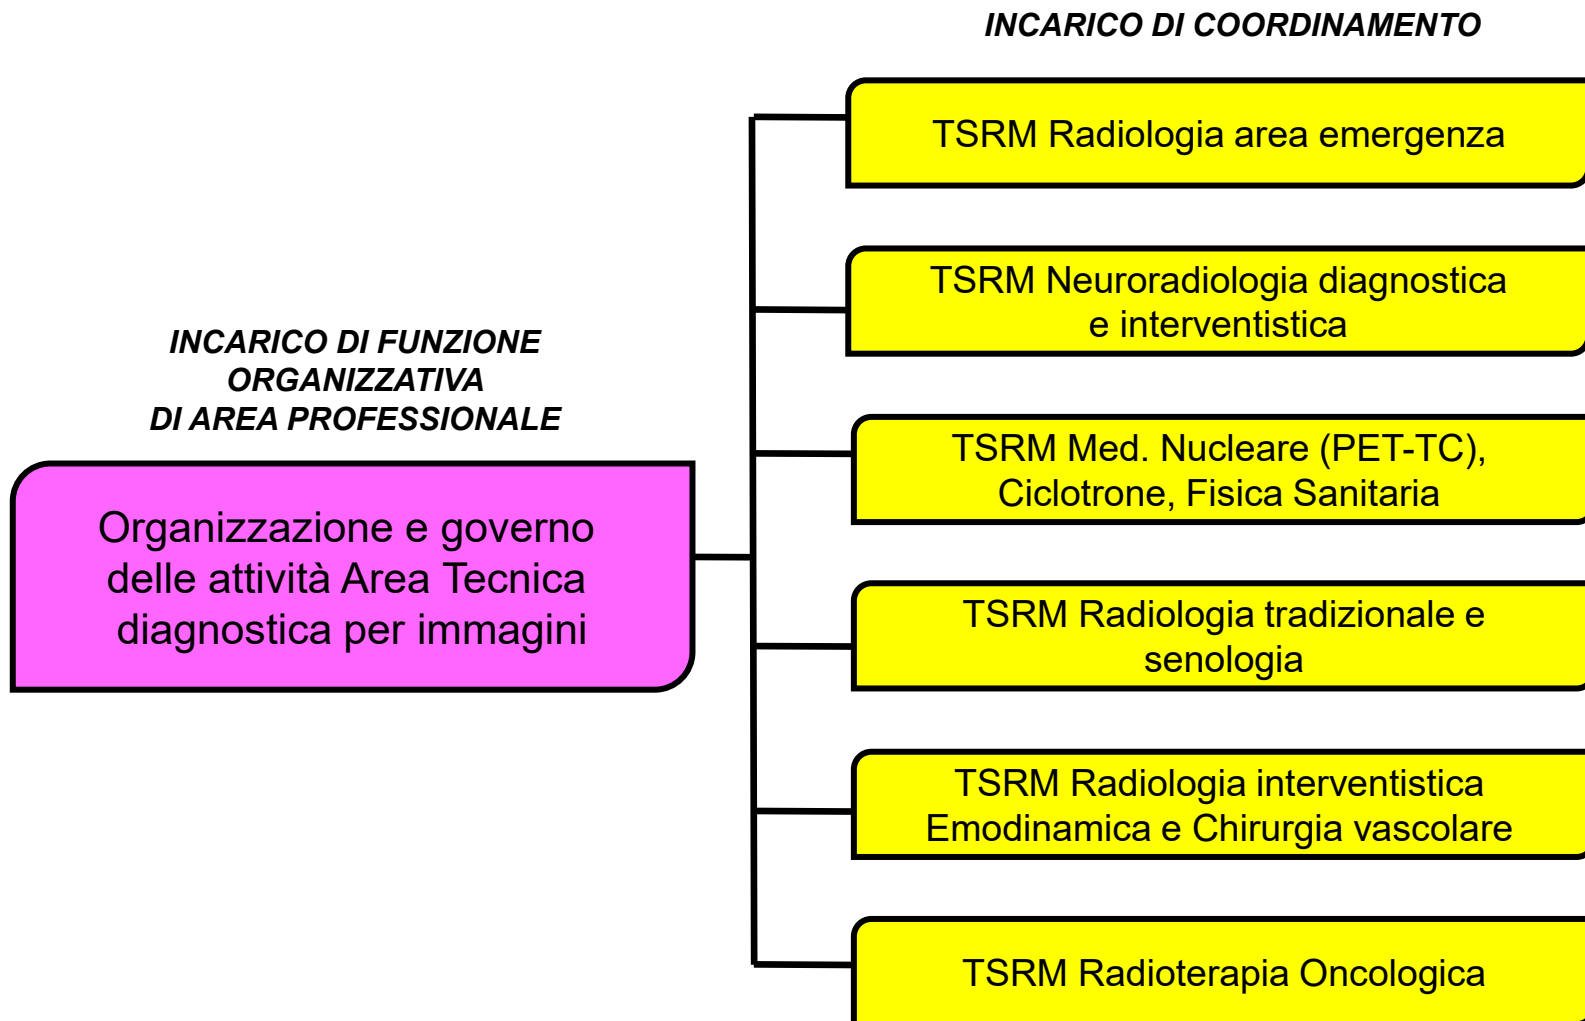 INCARICO DI COORDINAMENTO
TSRM Radiologia area emergenza
TSRM Neuroradiologia diagnostica
e interventistica
INCARICO DI FUNZIONE
ORGANIZZATIVA
DI AREA PROFESSIONALE
TSRM Med. Nucleare (PET-TC),
Ciclotrone, Fisica Sanitaria
Organizzazione e governo
delle attività Area Tecnica
diagnostica per immagini
TSRM Radiologia tradizionale e
senologia
TSRM Radiologia interventistica
Emodinamica e Chirurgia vascolare
TSRM Radioterapia Oncologica